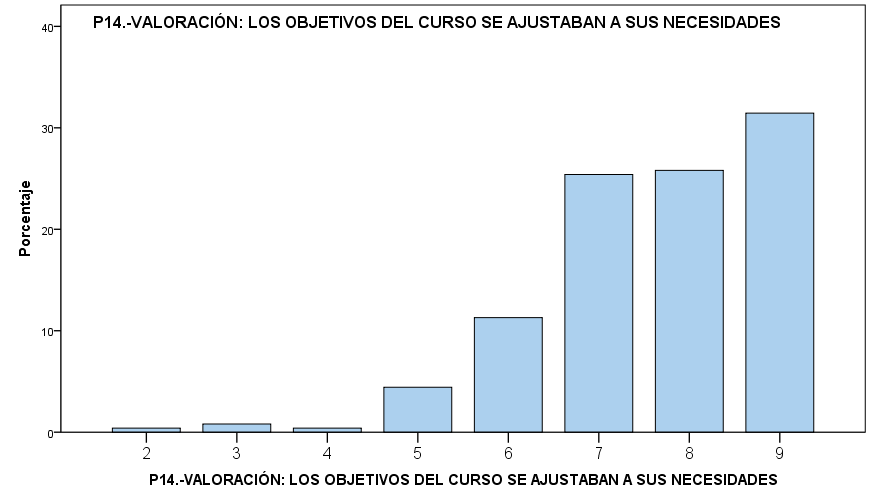 P14.-VALORACIÓN: LOS OBJETIVOS DEL CURSO SE AJUSTABAN A SUS NECESIDADES
40
30
20
10
0
Porcentaje
2 3 4 5 6 7 8 9
P14.-VALORACIÓN: LOS OBJETIVOS DEL CURSO SE AJUSTABAN A SUS NECESIDADES